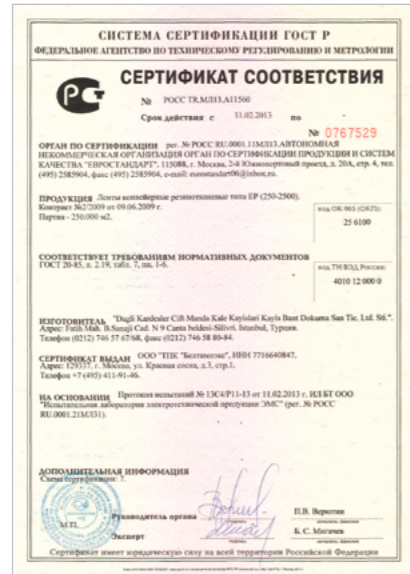 СИСТЕМА СЕРТИФИКАЦИИ ГОСТ Р
ФЕДЕРАЛЬНОЕ АГЕНТСТВО ПО ТЕХНИЧЕСКОМУ РЕГУЛИРОВАНИЮ И МЕТРОЛОГИИ
СЕРТИФИКАТ СООТВЕТСТВИЯ
№ РОСС TR.МЛ13.А11560
Срок действия с 11.02.2013 по
№ 0767529
ОРГАН ПО СЕРТИФИКАЦИИ рег. № РОСС RU.0001.11МЛ13.АВТОНОМНАЯ
НЕКОММЕРЧЕСКАЯ ОРГАНИЗАЦИЯ ОРГАН ПО СЕРТИФИКАЦИИ ПРОДУКЦИИ И СИСТЕМ
КАЧЕСТВА "ЕВРОСТАНДАРТ". 115088, г. Москва, 2-й Южнопортовый проезд, д. 20А, стр. 4, тел.
(495) 2585904, факс (495) 2585904, e-mail: eurostandart06@inbox.ru.
ПРОДУКЦИЯ Ленты конвейерные резинотканевые типа EP (250-2500).
Контракт №2/2009 от 09.06.2009 г.
Партия - 250.000 м2.
код ОК 005 (ОКП):
25 6100
СООТВЕТСТВУЕТ ТРЕБОВАНИЯМ НОРМАТИВНЫХ ДОКУМЕНТОВ
ГОСТ 20-85, п. 2.19, табл. 7, пп. 1-6.
код ТН ВЭД России:
4010 12 000 0
ИЗГОТОВИТЕЛЬ "Dagli Kardesler Cift Manda Kale Kayislari Kayis Bant Dokuma San Tic. Ltd. Sti.".
Адрес: Fatih Mah. B.Sanaji Cad. N 9 Canta beldesi-Silivri, Istanbul, Турция.
Телефон (0212) 746 57 67/68, факс (0212) 746 58 80-84.
СЕРТИФИКАТ ВЫДАН ООО "ТПК "Белтимпэкс", ИНН 7716640847.
Адрес: 129337, г. Москва, ул. Красная сосна, д.3, стр.1.
Телефон +7 (495) 411-91-46.
НА ОСНОВАНИИ Протокол испытаний № 13С4/Р11-13 от 11.02.2013 г. ИЛ БТ ООО
"Испытательная лаборатория электротехнической продукции ЭМС" (рег. № РОСС
RU.0001.21МЛ31).
ДОПОЛНИТЕЛЬНАЯ ИНФОРМАЦИЯ
Схема сертификации: 7.
М.П.
Руководитель органа
П.В. Веротин
Эксперт
Б. С. Мигачев
Сертификат имеет юридическую силу на всей территории Российской Федерации